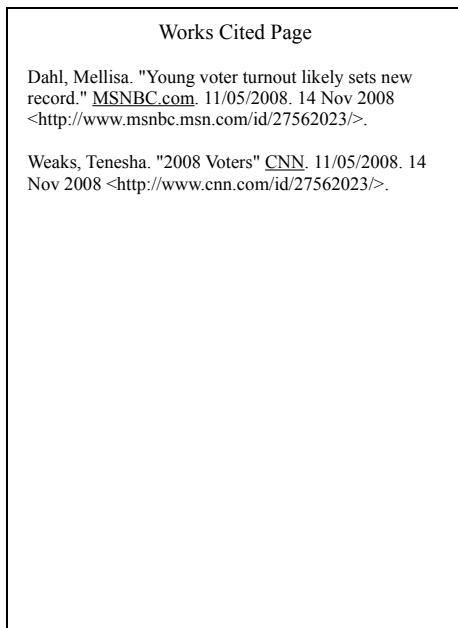 Works Cited Page
Dahl, Mellisa. "Young voter turnout likely sets new
record." MSNBC.com. 11/05/2008. 14 Nov 2008
<http://www.msnbc.msn.com/id/27562023/>.
Weaks, Tenesha. "2008 Voters" CNN. 11/05/2008. 14
Nov 2008 <http://www.cnn.com/id/27562023/>.